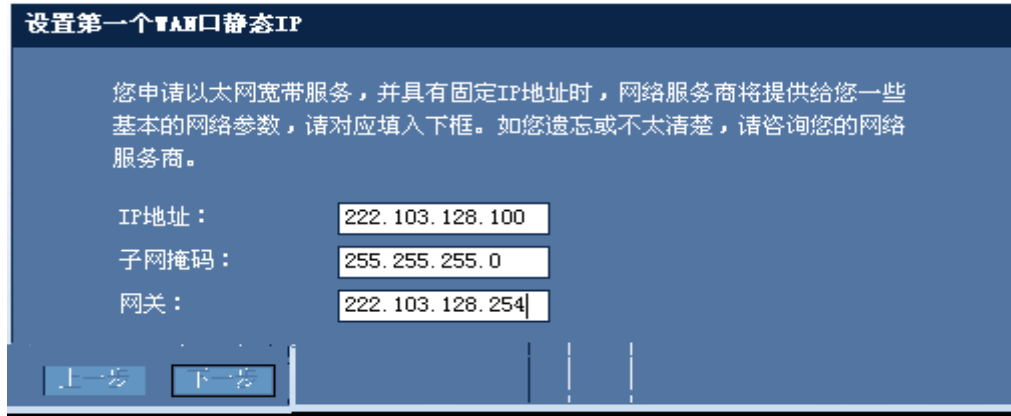 设置第一个WAN口静态IP
您申请以太网宽带服务，并具有固定IP地址时，网络服务商将提供给您一些
基本的网络参数，请对应填入下框。如您遗忘或不太清楚，请咨询您的网络
服务商。
IP地址： 222.103.128.100
子网掩码： 255.255.255.0
网关： 222.103.128.254
上一步 下一步